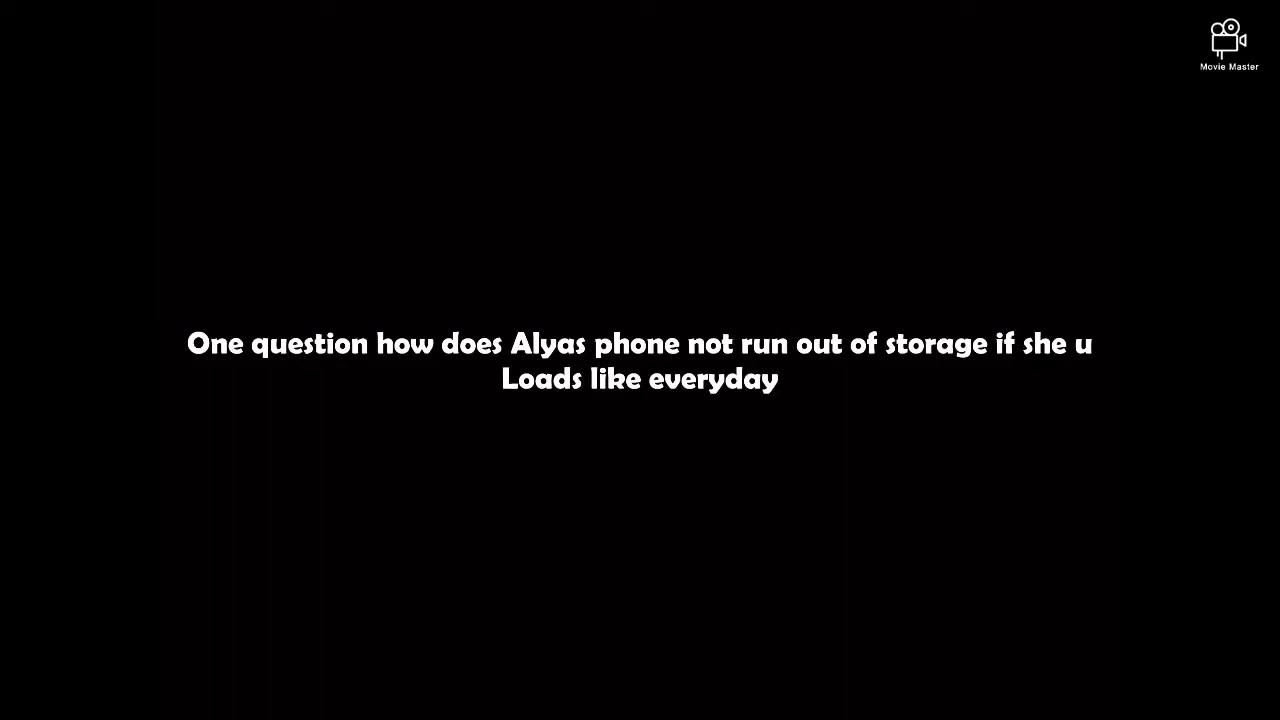 Movie Master
One question how does Alyas phone not run out of storage if she u
Loads like everyday